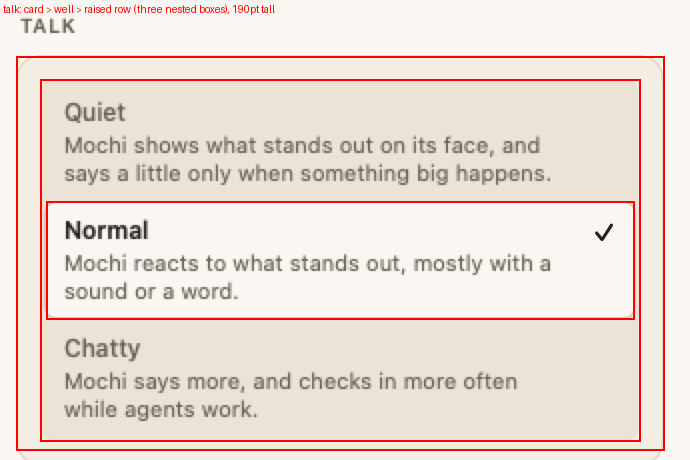 talk: card > well > raised row (three nested boxes), 190pt tall
TALK
Quiet
Mochi shows what stands out on its face, and
says a little only when something big happens.
Normal
Mochi reacts to what stands out, mostly with a
sound or a word.
Chatty
Mochi says more, and checks in more often
while agents work.